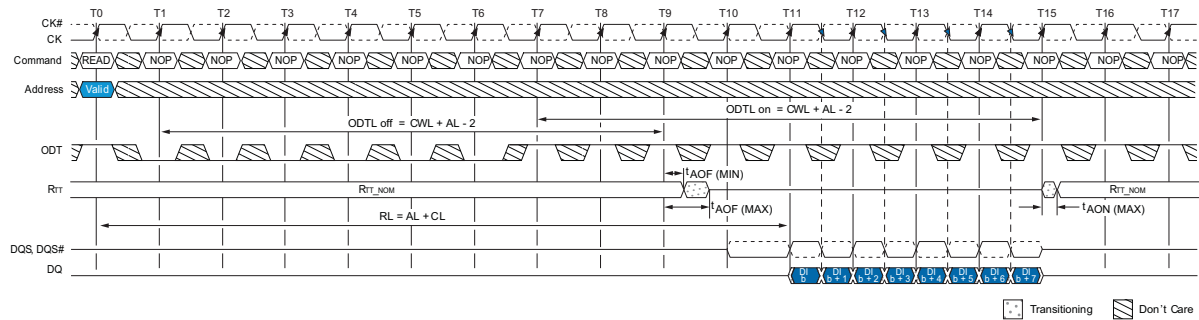 T0 T1 T2 T3 T4 T5 T6 T7 T8 T9 T10 T11 T12 T13 T14 T15 T16 T17
CK#
CK
Command READ NOP NOP NOP NOP NOP NOP NOP NOP NOP NOP NOP NOP NOP NOP NOP NOP NOP
Address Valid
ODTL on = CWL + AL - 2
ODTL off = CWL + AL - 2
ODT
tAOF (MIN)
RTT RTT_NOM RTT_NOM
tAOF (MAX) tAON (MAX)
RL = AL + CL
DQS, DQS#
DQ DI b DI b + 1 DI b + 2 DI b + 3 DI b + 4 DI b + 5 DI b + 6 DI b + 7
Transitioning Don't Care